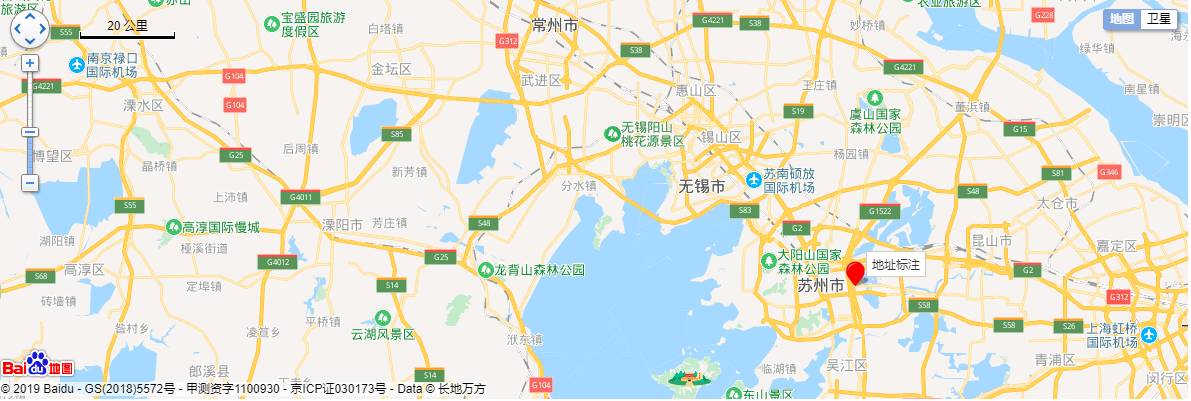 赤山
旅游区
S55
20 公里
宝盛园旅游
度假区
白塔镇
常州市
G4221
S38
妙桥镇
农业旅游区
G228
地图
卫星
绿华镇
南京禄口
国际机场
G4221
G104
金坛区
G312
武进区
S38
惠山区
王庄镇
G4221
溧水区
G104
S19
虞山国家
森林公园
董浜镇
南星镇
崇明区
S85
无锡阳山
桃花源景区
锡山区
G15
博望区
晶桥镇
G25
后周镇
新芳镇
杨园镇
上沛镇
G4011
分水镇
无锡市
苏南硕放
国际机场
S48
S81
G346
太仓市
S55
高淳国际慢城
溧阳市
芳庄镇
S48
S83
G2
G1522
湖阳镇
桠溪街道
G25
昆山市
嘉定区
S68
高淳区
G4012
龙背山森林公园
大阳山国家
森林公园
地址标注
G2
砖墙镇
定埠镇
S14
苏州市
S58
G312
昝村乡
凌笪乡
平桥镇
云湖风景区
洑东镇
S58
S26
上海虹桥
国际机场
Bai du 地图
郎溪县
S14
G104
临湖镇
吴江区
青浦区
闵行区
东山景区
© 2019 Baidu - GS(2018)5572号 - 甲测资字1100930 - 京ICP证030173号 - Data © 长地万方